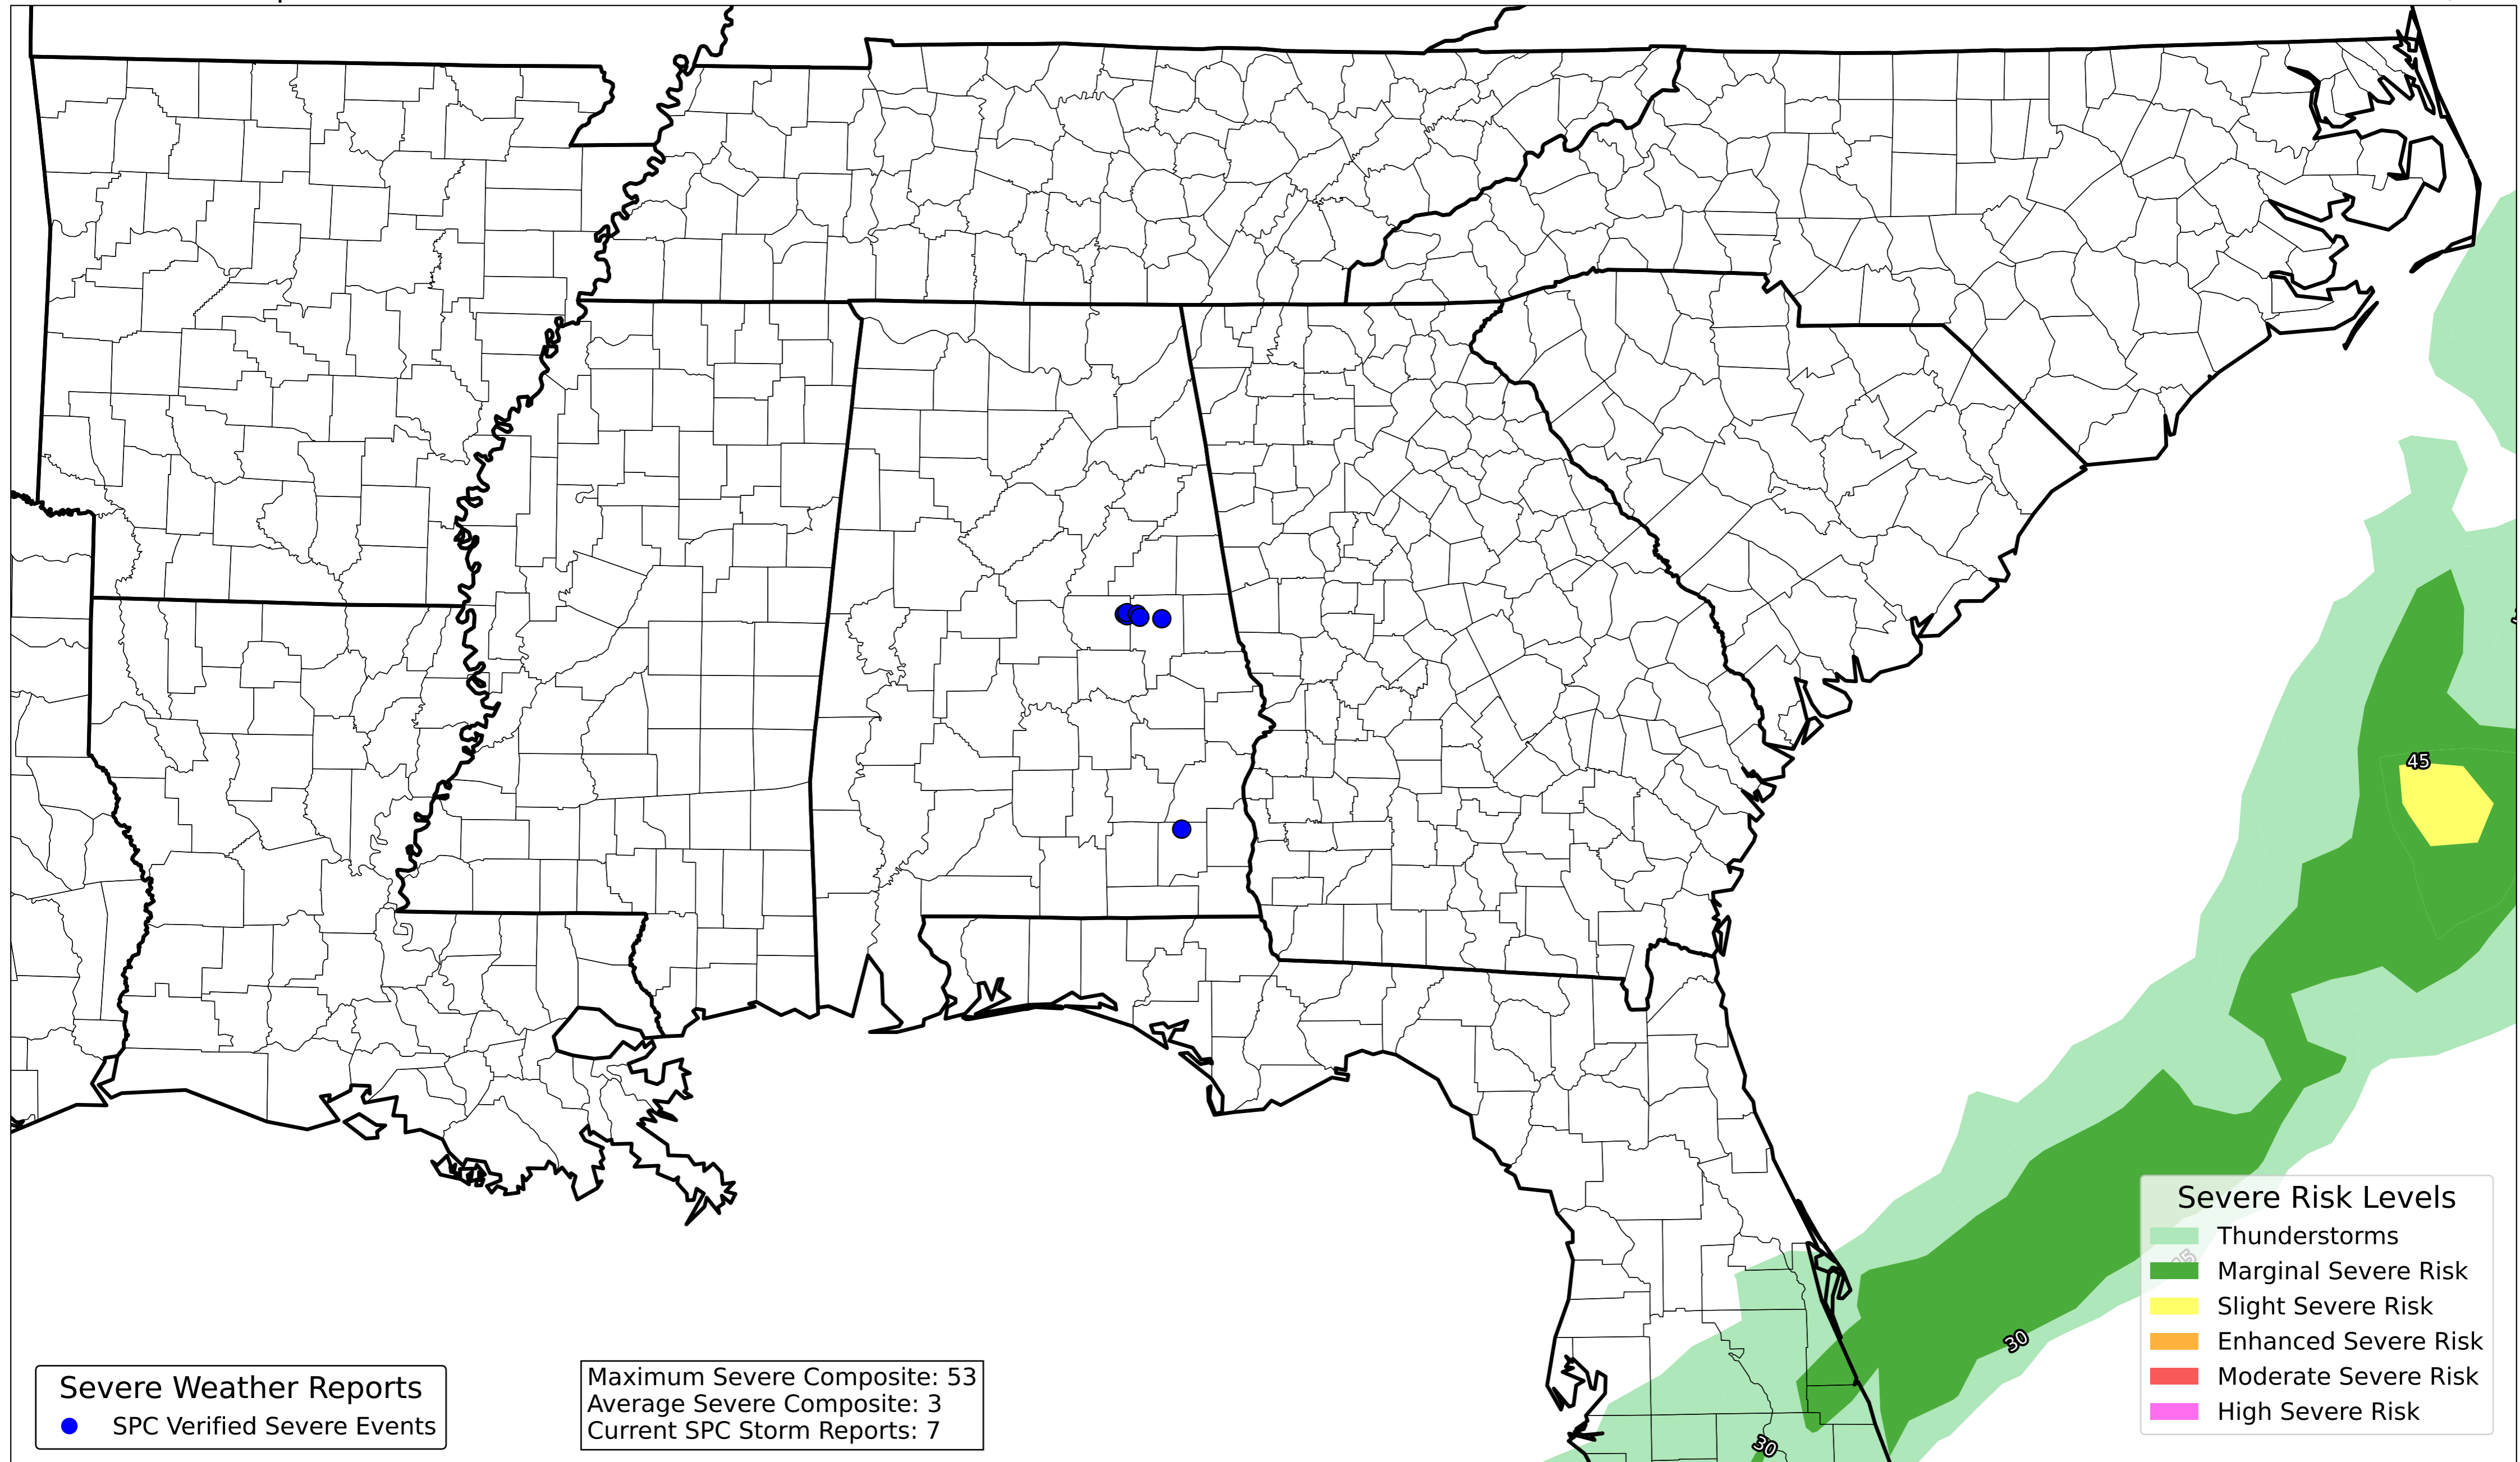 45
Severe Risk Levels
Thunderstorms
Marginal Severe Risk
Slight Severe Risk
Enhanced Severe Risk
Moderate Severe Risk
High Severe Risk
30
30
Severe Weather Reports
SPC Verified Severe Events
Maximum Severe Composite: 53
Average Severe Composite: 3
Current SPC Storm Reports: 7